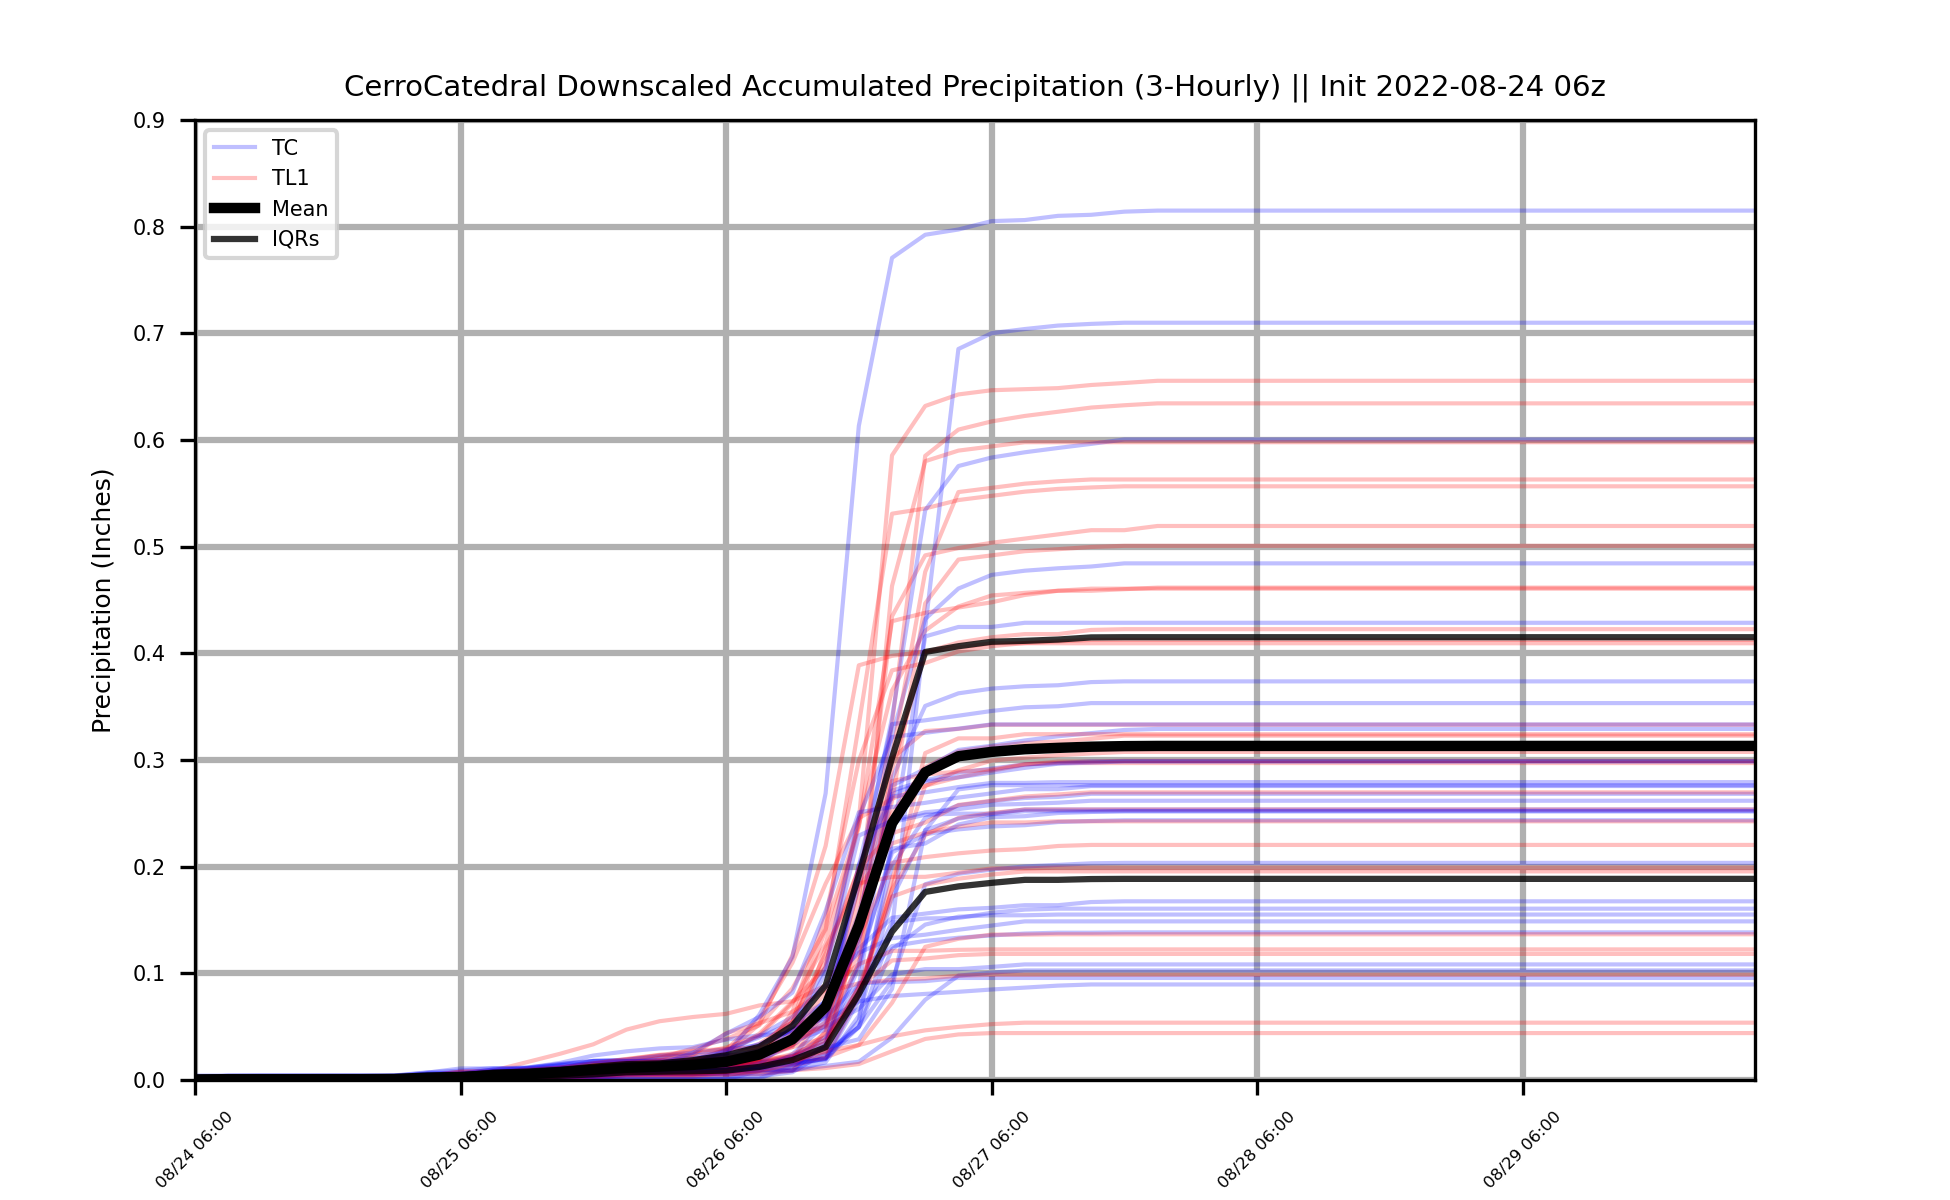 CerroCatedral Downscaled Accumulated Precipitation (3-Hourly) || Init 2022-08-24 06z
TC
TL1
Mean
IQRs
Precipitation (Inches)
0.9
0.8
0.7
0.6
0.5
0.4
0.3
0.2
0.1
0.0
08/24 06:00
08/25 06:00
08/26 06:00
08/27 06:00
08/28 06:00
08/29 06:00